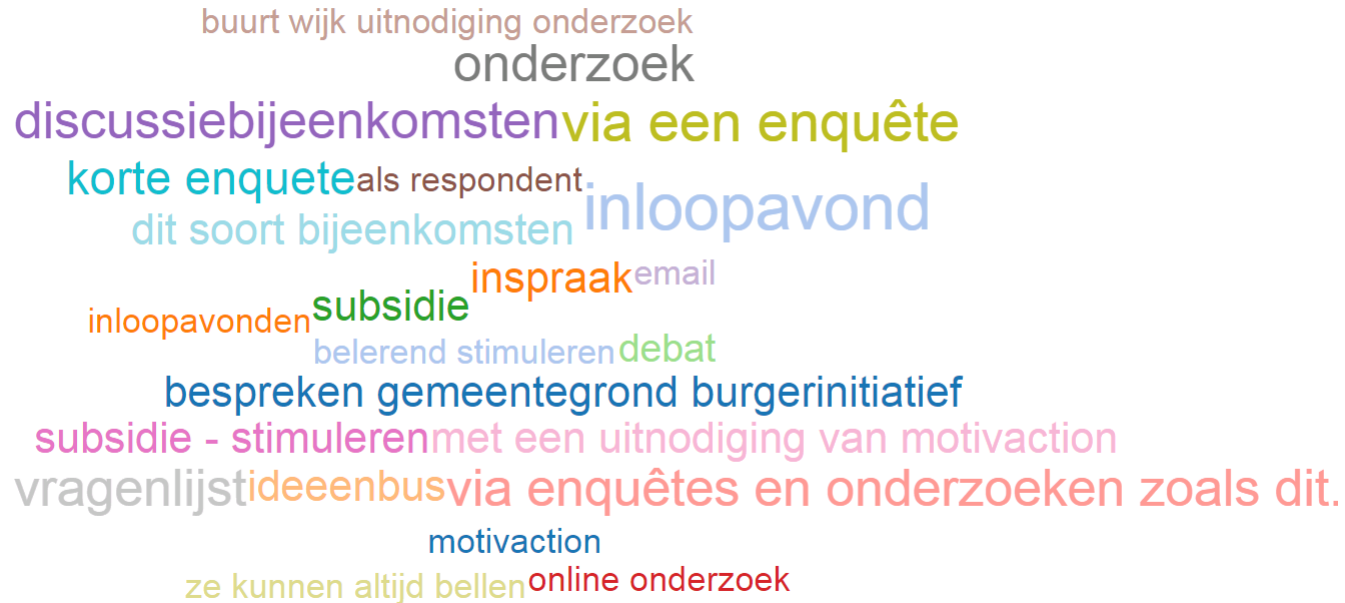 buurt wijk uitnodiging onderzoek
onderzoek
discussiebijeenkomsten via een enquête
korte enquete als respondent
inloopavond
dit soort bijeenkomsten
inspraak email
subsidie
inloopavonden
belerend stimuleren debat
bespreken gemeentegrond burgerinitiatief
subsidie - stimuleren met een uitnodiging van motivaction
vragenlijst ideeenbus via enquêtes en onderzoeken zoals dit.
motivaction
ze kunnen altijd bellen online onderzoek